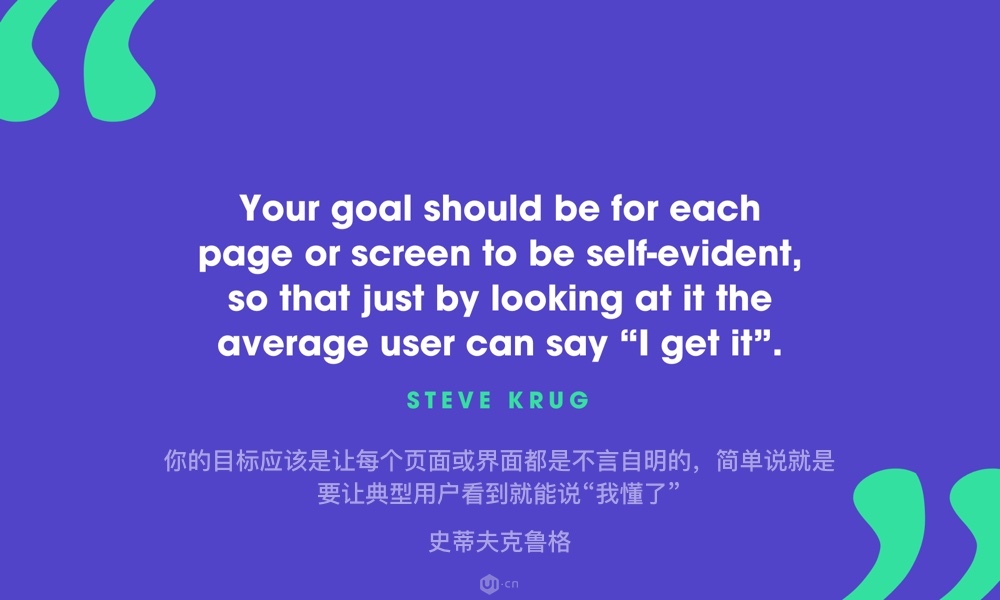 Your goal should be for each
page or screen to be self-evident,
so that just by looking at it the
average user can say “I get it”.
STEVE KRUG
你的目标应该是让每个页面或界面都是不言自明的，简单说就是
要让典型用户看到就能说“我懂了”
史蒂夫克鲁格
UI·cn